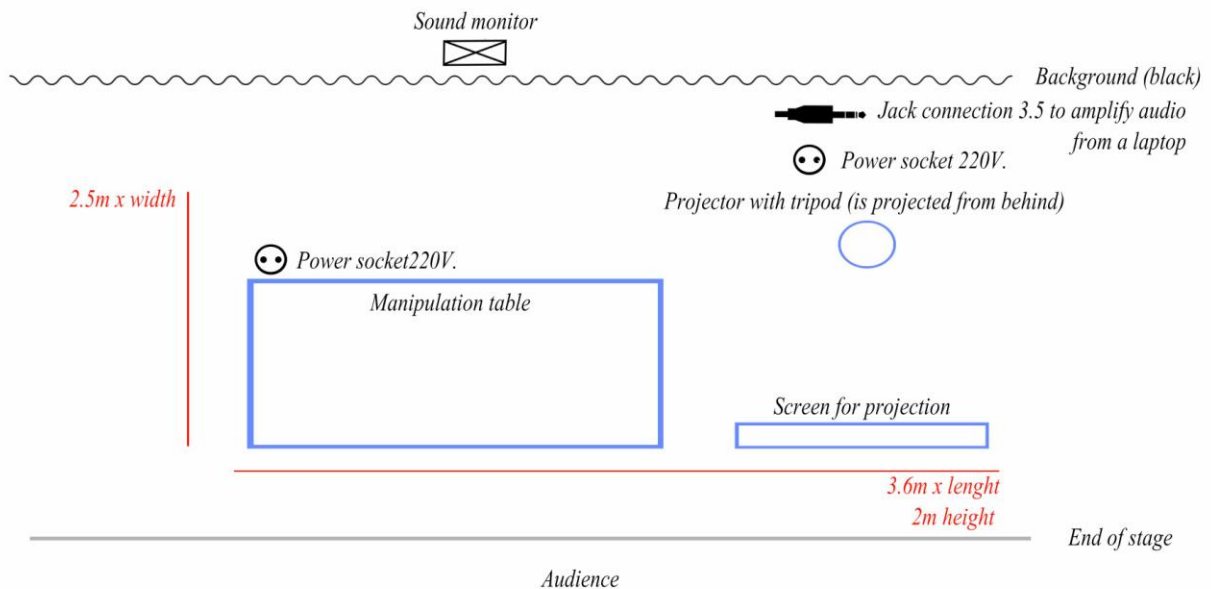 Sound monitor
Background (black)
Jack connection 3.5 to amplify audio
from a laptop
Power socket 220V.
2.5m x width
Projector with tripod (is projected from behind)
Power socket220V.
Manipulation table
Screen for projection
3.6m x lenght
2m height
End of stage
Audience